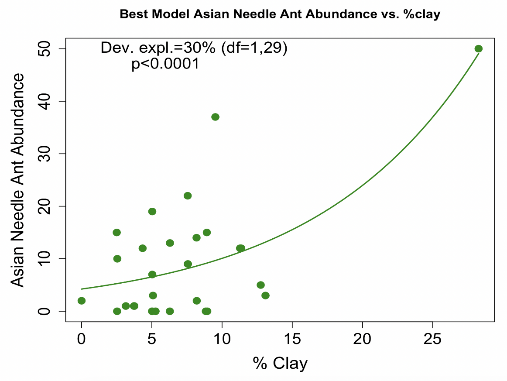 Best Model Asian Needle Ant Abundance vs. %clay
Dev. expl.=30% (df=1,29)
p<0.0001
Asian Needle Ant Abundance
50
40
30
20
10
0
0 5 10 15 20 25
% Clay